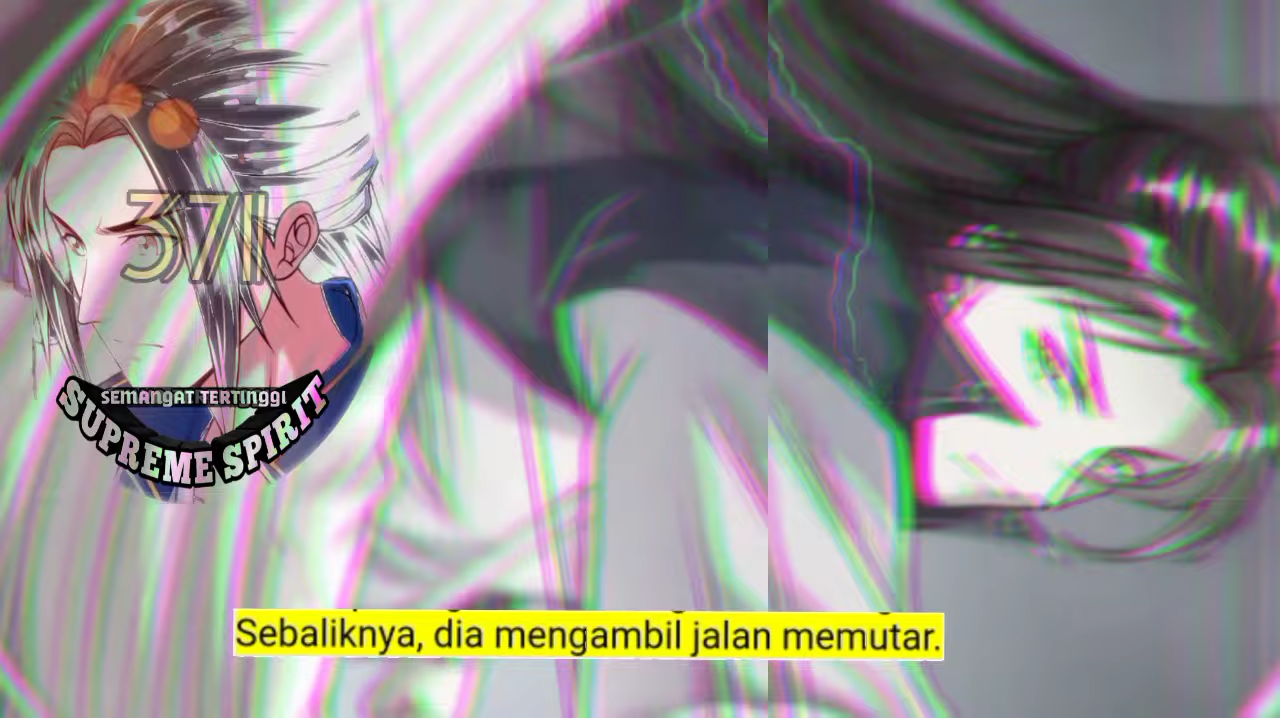 371
SEMANGAT TERTINGGI
SUPREME SPIRIT
Sebaliknya, dia mengambil jalan memutar.